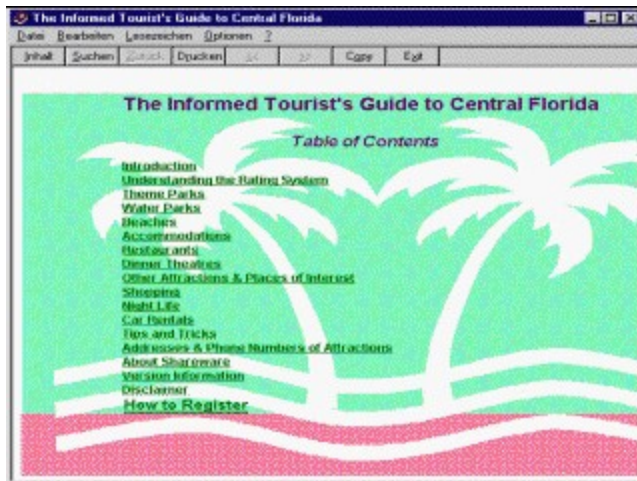 The Informed Tourist's Guide to Central Florida
Datei Bearbeiten Lesezeichen Optionen ?
Inhalt Suchen Zurück Drucken << >> Copy Exit
The Informed Tourist's Guide to Central Florida
Table of Contents
Introduction
Understanding the Rating System
Theme Parks
Water Parks
Beaches
Accommodations
Restaurants
Dinner Theatres
Other Attractions & Places of Interest
Shopping
Night Life
Car Rentals
Tips and Tricks
Addresses & Phone Numbers of Attractions
About Shareware
Version Information
Disclaimer
How to Register